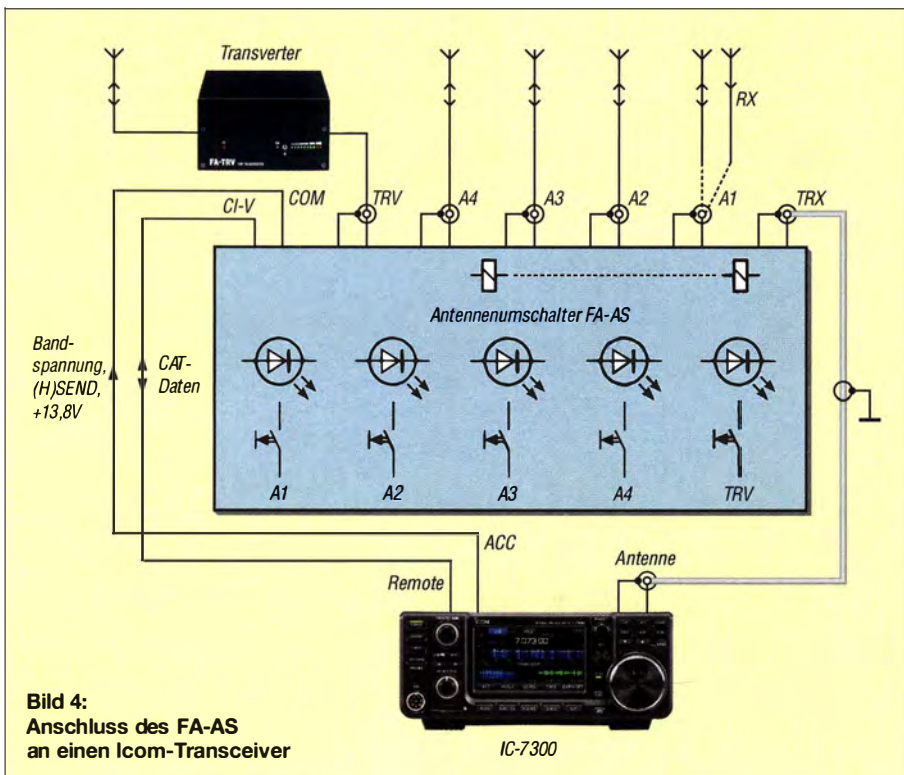 Transverter
RX
FA-TRV
COM
CI-V
TRV
A4
A3
A2
A1
TRX
Antennenumschalter FA-AS
Band-
spannung,
(H)SEND,
+13,8V
CAT-
Daten
A1
A2
A3
A4
TRV
ACC
Antenne
Remote
Bild 4:
Anschluss des FA-AS
an einen Icom-Transceiver
IC-7300